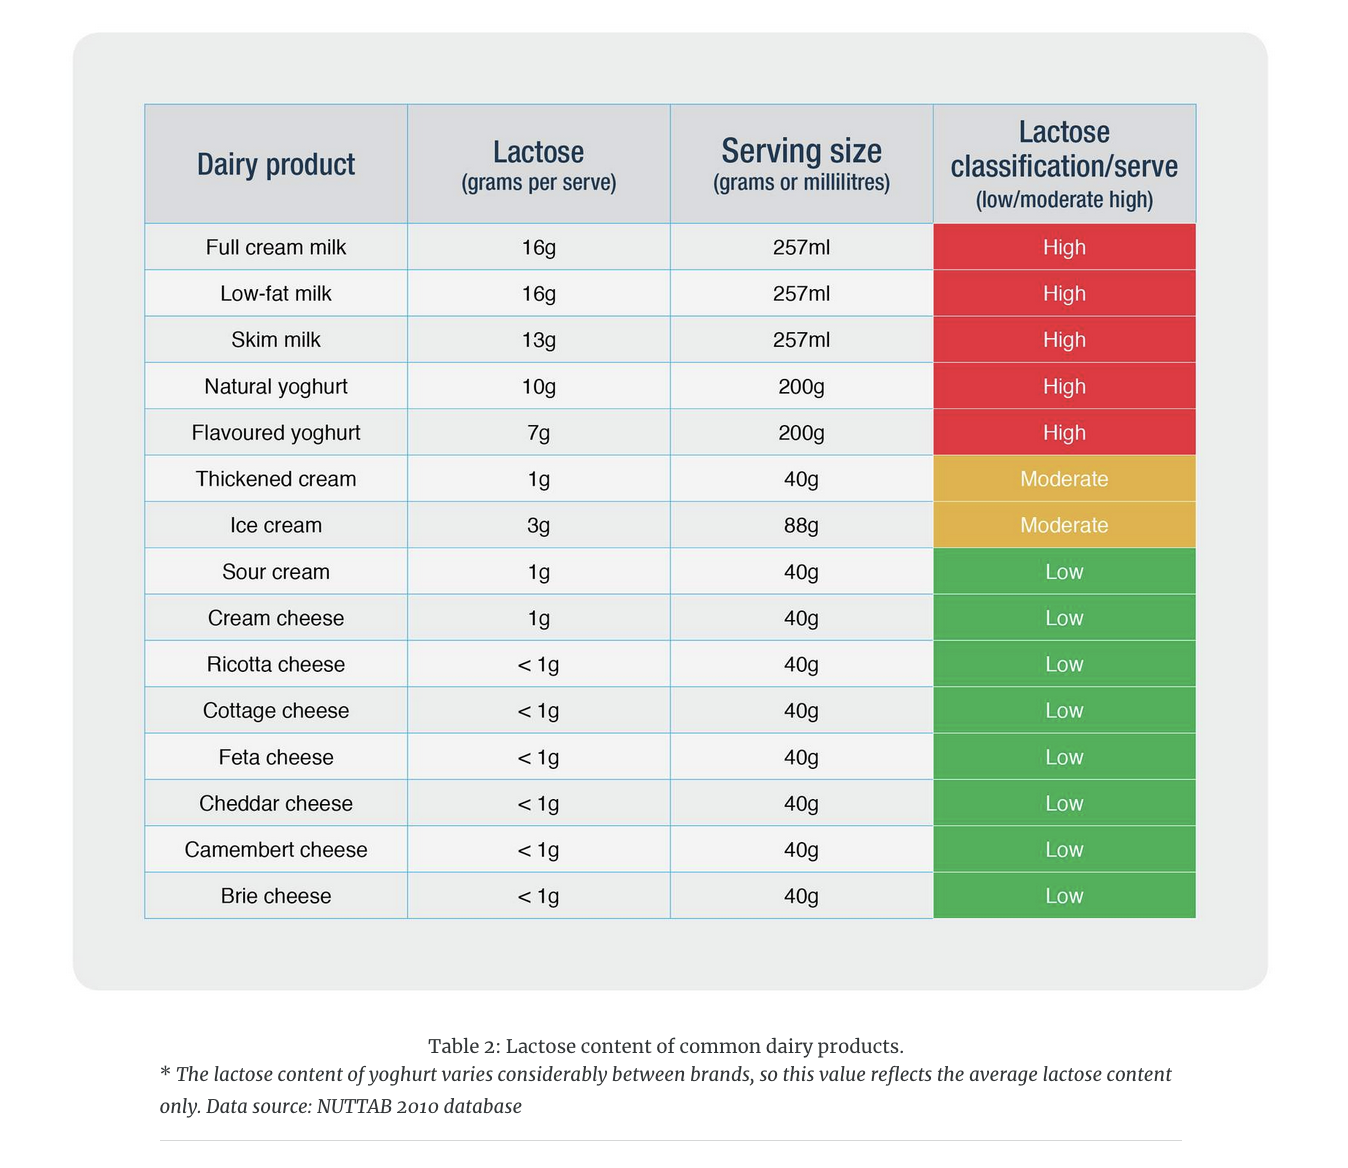 Dairy product
Lactose
(grams per serve)
Serving size
(grams or millilitres)
Lactose
classification/serve
(low/moderate high)
Full cream milk 16g 257ml High
Low-fat milk 16g 257ml High
Skim milk 13g 257ml High
Natural yoghurt 10g 200g High
Flavoured yoghurt 7g 200g High
Thickened cream 1g 40g Moderate
Ice cream 3g 88g Moderate
Sour cream 1g 40g Low
Cream cheese 1g 40g Low
Ricotta cheese < 1g 40g Low
Cottage cheese < 1g 40g Low
Feta cheese < 1g 40g Low
Cheddar cheese < 1g 40g Low
Camembert cheese < 1g 40g Low
Brie cheese < 1g 40g Low
Table 2: Lactose content of common dairy products.
* The lactose content of yoghurt varies considerably between brands, so this value reflects the average lactose content
only. Data source: NUTTAB 2010 database